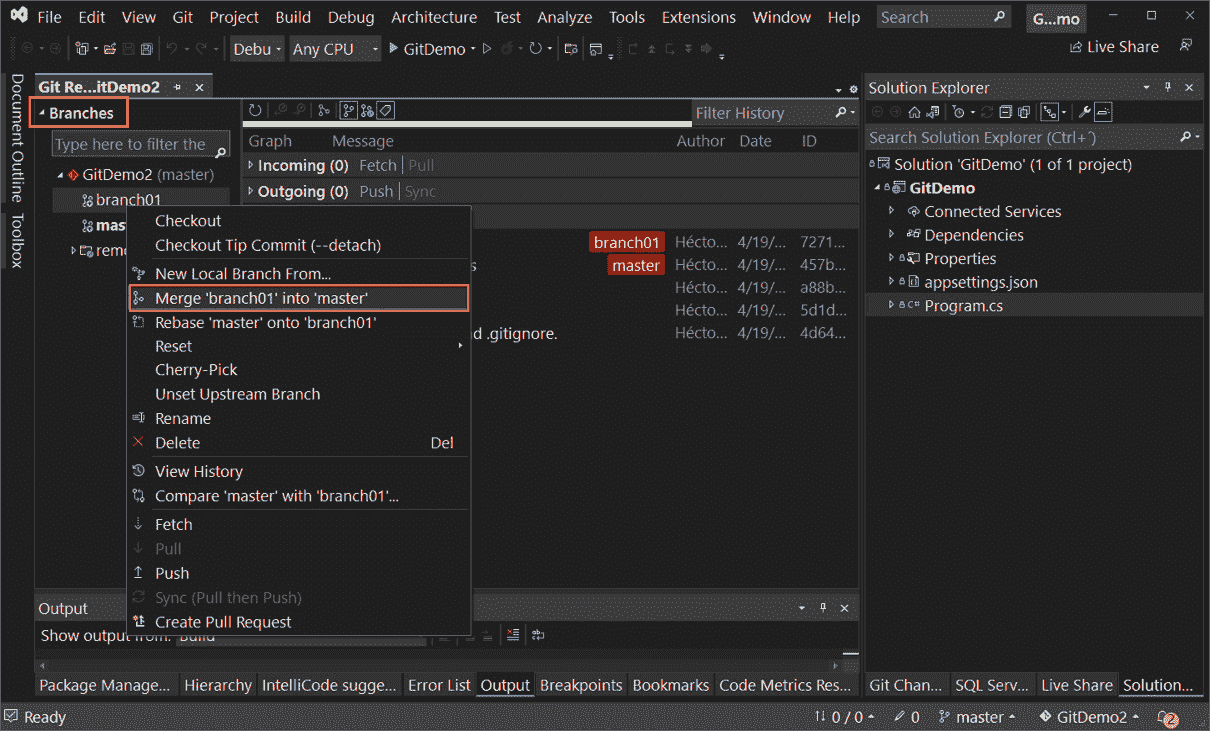 File Edit View Git Project Build Debug Architecture Test Analyze Tools Extensions Window Help Search G...mo
Debu Any CPU GitDemo Live Share
Document Outline
Toolbox
Git Re...itDemo2
Branches
Type here to filter the
GitDemo2 (master)
branch01
mas
remo
Filter History
Graph Message Author Date ID
Incoming (0) Fetch Pull
Outgoing (0) Push Sync
branch01 Hécto... 4/19/... 7271...
s master Hécto... 4/19/... 457b...
Hécto... 4/19/... a88b...
Hécto... 4/19/... 5d1d...
d .gitignore. Hécto... 4/19/... 4d64...
Checkout
Checkout Tip Commit (--detach)
New Local Branch From...
Merge 'branch01' into 'master'
Rebase 'master' onto 'branch01'
Reset
Cherry-Pick
Unset Upstream Branch
Rename
Delete Del
View History
Compare 'master' with 'branch01'...
Fetch
Pull
Push
Sync (Pull then Push)
Create Pull Request
Output
Show output from: Build
Package Manage... Hierarchy IntelliCode sugge... Error List Output Breakpoints Bookmarks Code Metrics Res...
Solution Explorer
Search Solution Explorer (Ctrl+´)
Solution 'GitDemo' (1 of 1 project)
GitDemo
Connected Services
Dependencies
Properties
appsettings.json
C# Program.cs
Git Chan... SQL Serv... Live Share Solution...
Ready 0 / 0 0 master GitDemo2 2